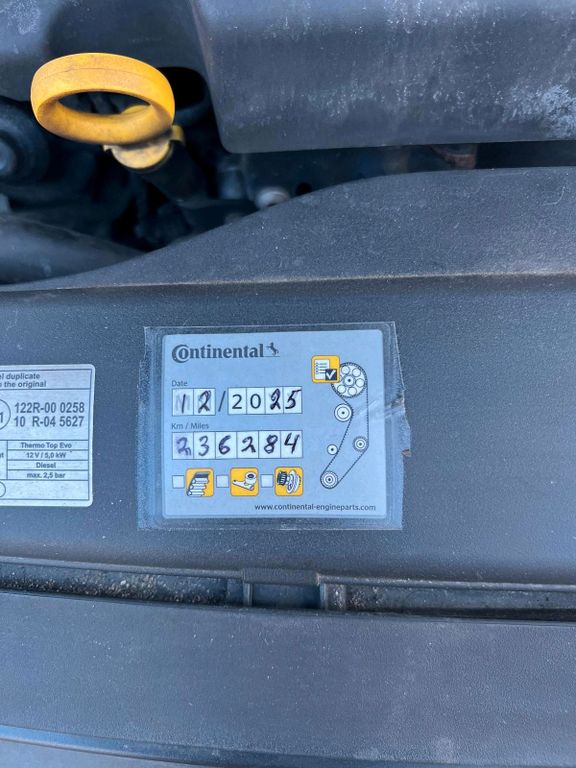 Continental
Date
12/2025
Km / Miles
236284
www.continental-engineparts.com
el duplicate
the original
122R-00 0258
10 R-04 5627
Thermo Top Evo
12 V / 5,0 kW
Diesel
max. 2,5 bar